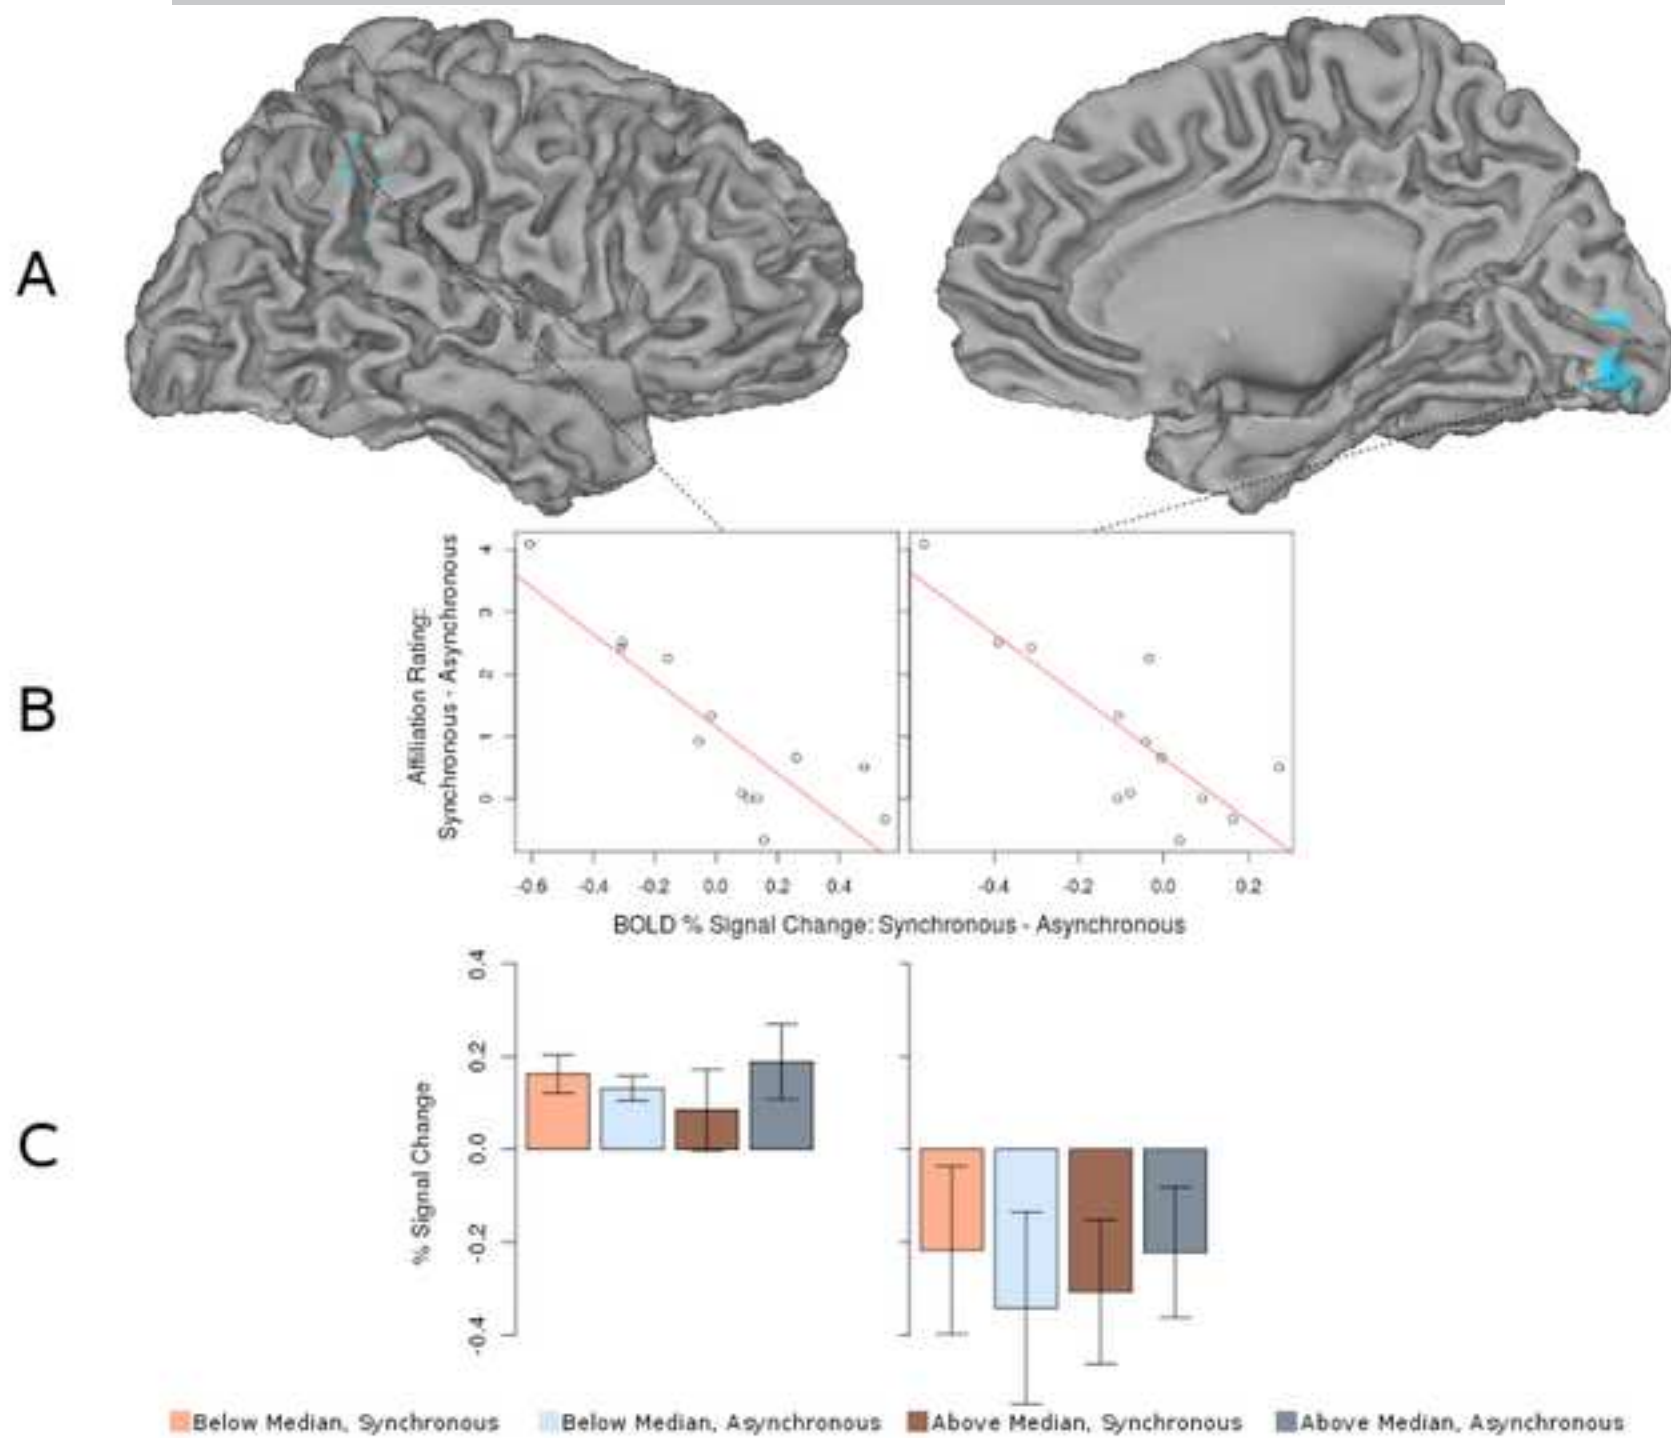 A
B
Affiliation Rating:
Synchronous - Asynchronous
4
3
2
1
0
-0.6 -0.4 -0.2 0.0 0.2 0.4
-0.4 -0.2 0.0 0.2
BOLD % Signal Change: Synchronous - Asynchronous
C
% Signal Change
0.4
0.2
0.0
-0.2
-0.4
Below Median, Synchronous Below Median, Asynchronous Above Median, Synchronous Above Median, Asynchronous